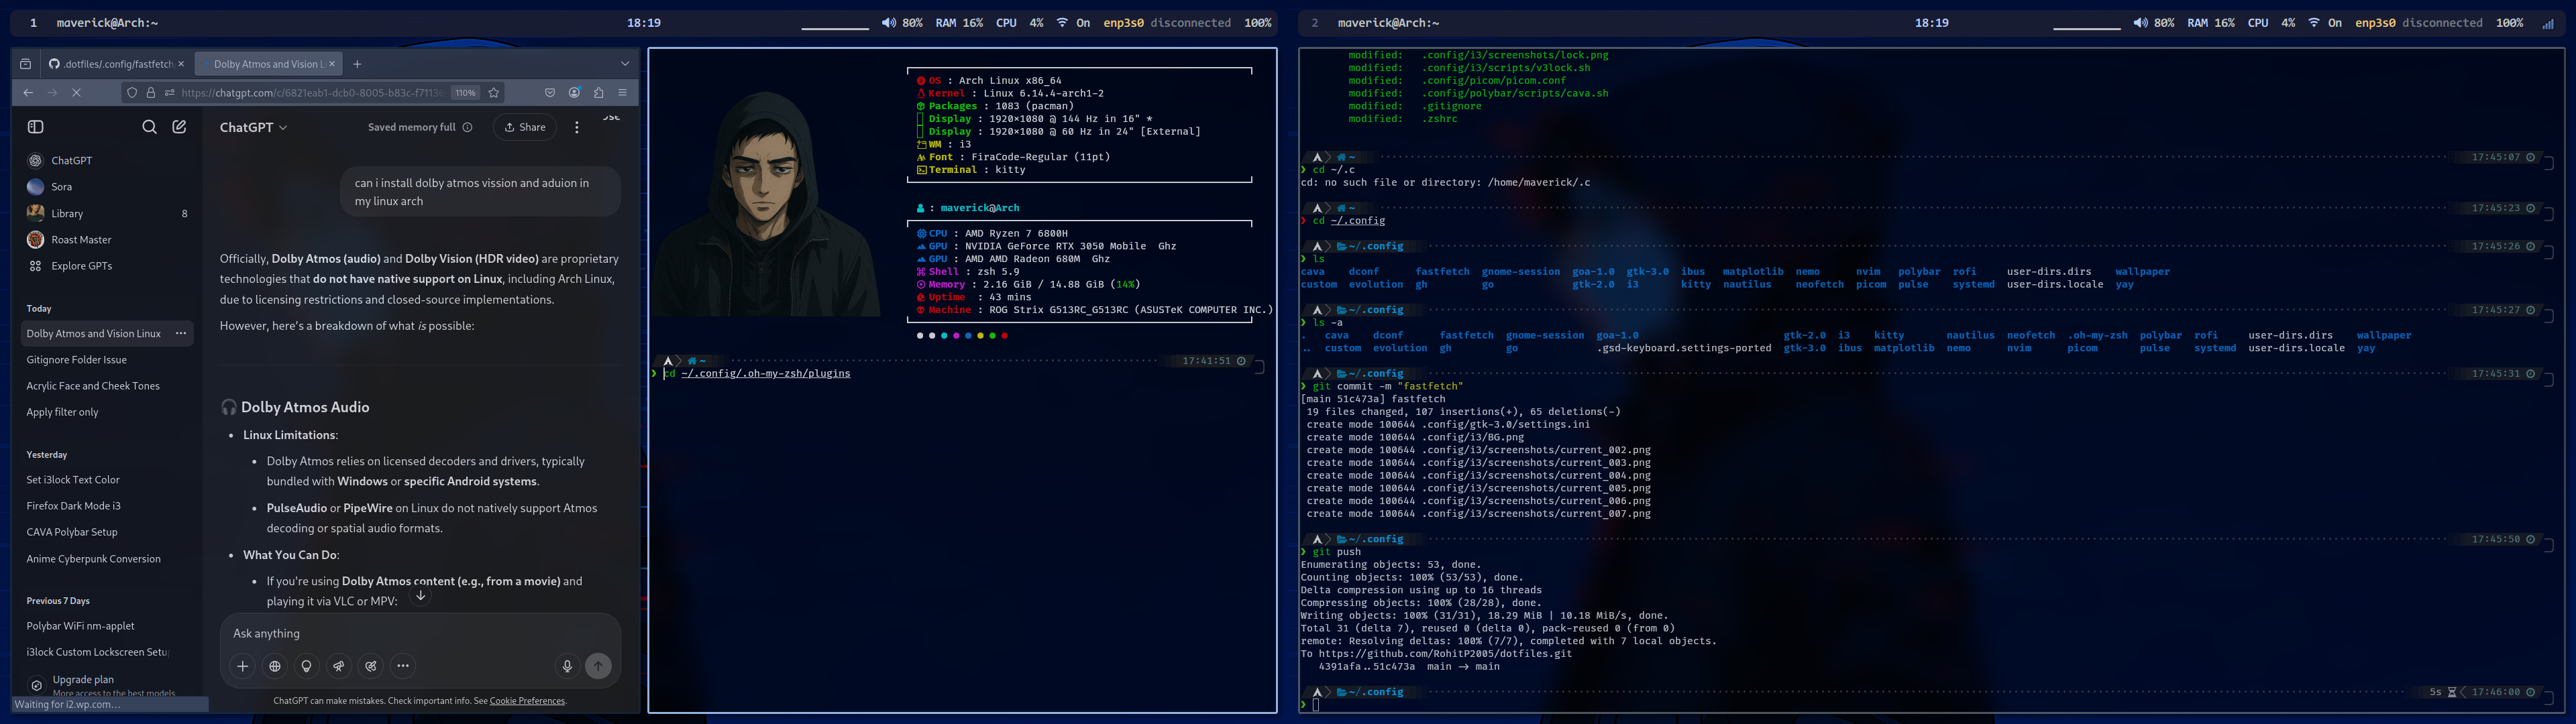 1 maverick@Arch:~ 18:19 80% RAM 16% CPU 4% On enp3s0 disconnected 100%
2 maverick@Arch:~ 18:19 80% RAM 16% CPU 4% On enp3s0 disconnected 100%
.dotfiles/.config/fastfetch
Dolby Atmos and Vision L
https://chatgpt.com/c/6821eab1-dcb0-8005-b83c-f7113 110%
ChatGPT
Sora
Library 8
Roast Master
Explore GPTs
Today
Dolby Atmos and Vision Linux
Gitignore Folder Issue
Acrylic Face and Cheek Tones
Apply filter only
Yesterday
Set i3lock Text Color
Firefox Dark Mode i3
CAVA Polybar Setup
Anime Cyberpunk Conversion
Previous 7 Days
Polybar WiFi nm-applet
i3lock Custom Lockscreen Setu
Upgrade plan
More access to the best models
Waiting for i2.wp.com…
ChatGPT Saved memory full Share
can i install dolby atmos vission and aduion in
my linux arch
Officially, Dolby Atmos (audio) and Dolby Vision (HDR video) are proprietary
technologies that do not have native support on Linux, including Arch Linux,
due to licensing restrictions and closed-source implementations.
However, here's a breakdown of what is possible:
🎧 Dolby Atmos Audio
• Linux Limitations:
• Dolby Atmos relies on licensed decoders and drivers, typically
bundled with Windows or specific Android systems.
• PulseAudio or PipeWire on Linux do not natively support Atmos
decoding or spatial audio formats.
• What You Can Do:
• If you're using Dolby Atmos content (e.g., from a movie) and
playing it via VLC or MPV:
Ask anything
ChatGPT can make mistakes. Check important info. See Cookie Preferences.
OS : Arch Linux x86_64
Kernel : Linux 6.14.4-arch1-2
Packages : 1083 (pacman)
Display : 1920×1080 @ 144 Hz in 16" *
Display : 1920×1080 @ 60 Hz in 24" [External]
WM : i3
Font : FiraCode-Regular (11pt)
Terminal : kitty
: maverick@Arch
CPU : AMD Ryzen 7 6800H
GPU : NVIDIA GeForce RTX 3050 Mobile Ghz
GPU : AMD AMD Radeon 680M Ghz
Shell : zsh 5.9
Memory : 2.16 GiB / 14.88 GiB (14%)
Uptime : 43 mins
Machine : ROG Strix G513RC_G513RC (ASUSTeK COMPUTER INC.)
~ 17:41:51
❯ cd ~/.config/.oh-my-zsh/plugins
modified: .config/i3/screenshots/lock.png
modified: .config/i3/scripts/v3lock.sh
modified: .config/picom/picom.conf
modified: .config/polybar/scripts/cava.sh
modified: .gitignore
modified: .zshrc
~ 17:45:07
❯ cd ~/.c
cd: no such file or directory: /home/maverick/.c
~ 17:45:23
❯ cd ~/.config
~/.config 17:45:26
❯ ls
cava dconf fastfetch gnome-session goa-1.0 gtk-3.0 ibus matplotlib nemo nvim polybar rofi user-dirs.dirs wallpaper
custom evolution gh go gtk-2.0 i3 kitty nautilus neofetch picom pulse systemd user-dirs.locale yay
~/.config 17:45:27
❯ ls -a
. cava dconf fastfetch gnome-session goa-1.0 gtk-2.0 i3 kitty nautilus neofetch .oh-my-zsh polybar rofi user-dirs.dirs wallpaper
.. custom evolution gh go .gsd-keyboard.settings-ported gtk-3.0 ibus matplotlib nemo nvim picom pulse systemd user-dirs.locale yay
~/.config 17:45:31
❯ git commit -m "fastfetch"
[main 51c473a] fastfetch
19 files changed, 107 insertions(+), 65 deletions(-)
create mode 100644 .config/gtk-3.0/settings.ini
create mode 100644 .config/i3/BG.png
create mode 100644 .config/i3/screenshots/current_002.png
create mode 100644 .config/i3/screenshots/current_003.png
create mode 100644 .config/i3/screenshots/current_004.png
create mode 100644 .config/i3/screenshots/current_005.png
create mode 100644 .config/i3/screenshots/current_006.png
create mode 100644 .config/i3/screenshots/current_007.png
~/.config 17:45:50
❯ git push
Enumerating objects: 53, done.
Counting objects: 100% (53/53), done.
Delta compression using up to 16 threads
Compressing objects: 100% (28/28), done.
Writing objects: 100% (31/31), 18.29 MiB | 10.18 MiB/s, done.
Total 31 (delta 7), reused 0 (delta 0), pack-reused 0 (from 0)
remote: Resolving deltas: 100% (7/7), completed with 7 local objects.
To https://github.com/RohitP2005/dotfiles.git
4391afa..51c473a main → main
~/.config 5s 17:46:00
❯